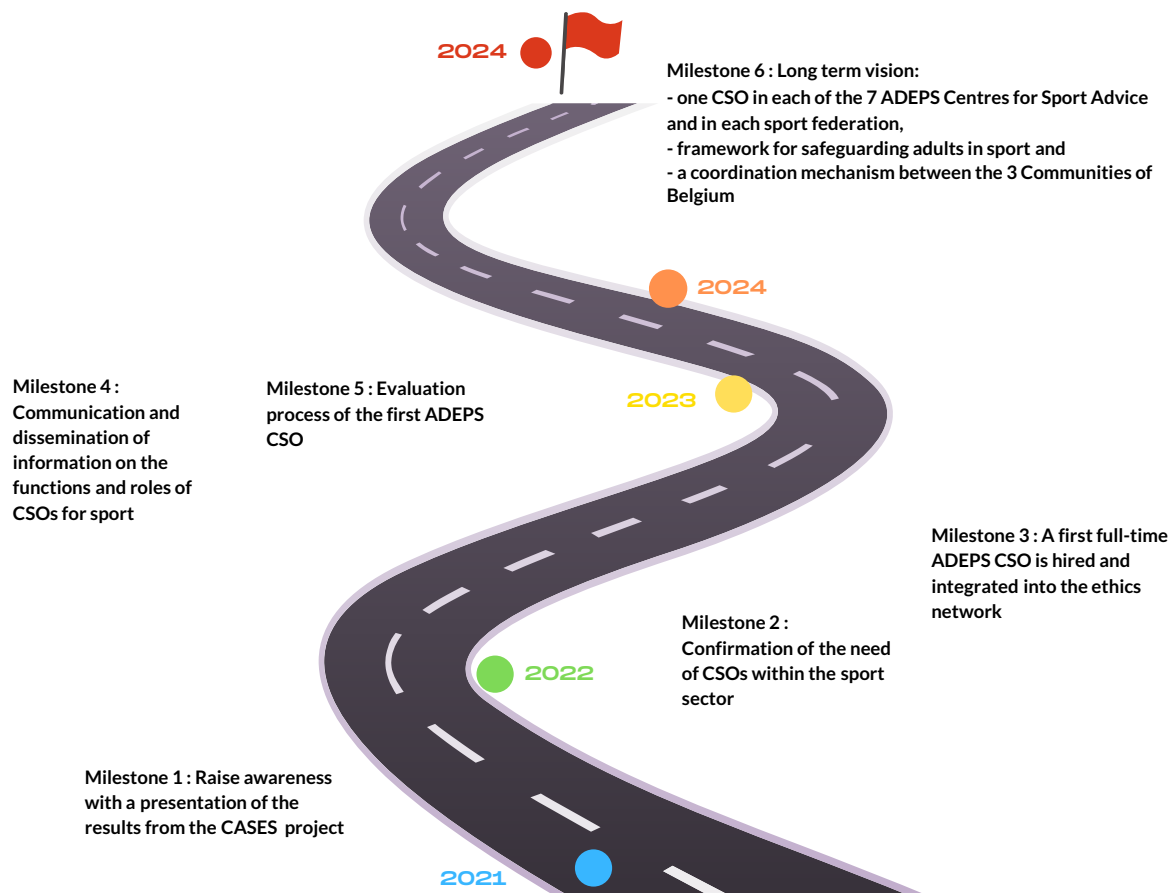 2024
Milestone 6 : Long term vision:
- one CSO in each of the 7 ADEPS Centres for Sport Advice
and in each sport federation,
- framework for safeguarding adults in sport and
- a coordination mechanism between the 3 Communities of
Belgium
2024
2023
Milestone 4 :
Communication and
dissemination of
information on the
functions and roles of
CSOs for sport
Milestone 5 : Evaluation
process of the first ADEPS
CSO
Milestone 3 : A first full-time
ADEPS CSO is hired and
integrated into the ethics
network
Milestone 2 :
Confirmation of the need
of CSOs within the sport
sector
2022
Milestone 1 : Raise awareness
with a presentation of the
results from the CASES project
2021